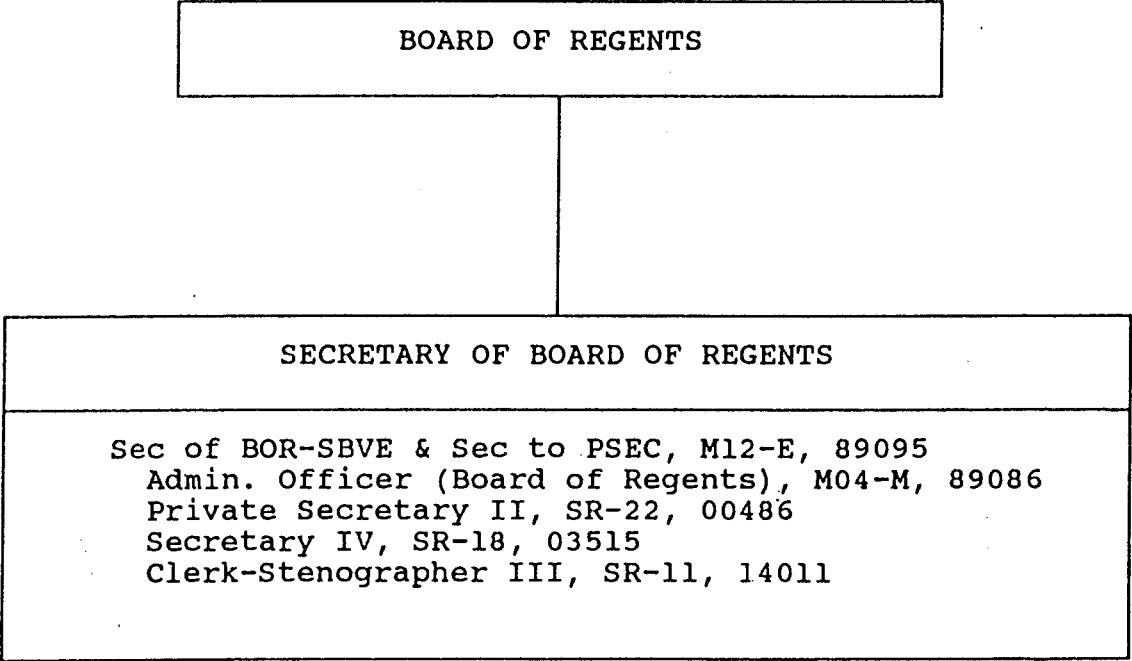 BOARD OF REGENTS
SECRETARY OF BOARD OF REGENTS
Sec of BOR-SBVE & Sec to PSEC, M12-E, 89095
Admin. Officer (Board of Regents), M04-M, 89086
Private Secretary II, SR-22, 00486
Secretary IV, SR-18, 03515
Clerk-Stenographer III, SR-11, 14011